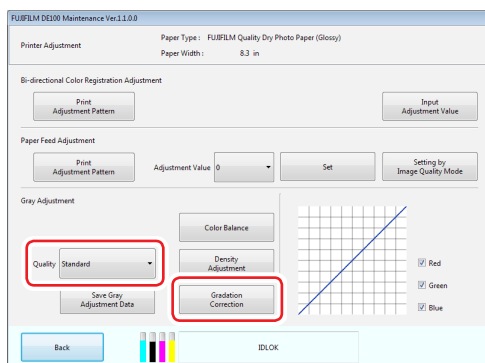 FUJIFILM DE100 Maintenance Ver.1.1.0.0
Printer Adjustment
Paper Type : FUJIFILM Quality Dry Photo Paper (Glossy)
Paper Width : 8.3 in
Bi-directional Color Registration Adjustment
Print
Adjustment Pattern
Input
Adjustment Value
Paper Feed Adjustment
Print
Adjustment Pattern
Adjustment Value 0
Set
Setting by
Image Quality Mode
Gray Adjustment
Color Balance
Quality Standard
Density
Adjustment
Save Gray
Adjustment Data
Gradation
Correction
Red
Green
Blue
Back
IDLOK